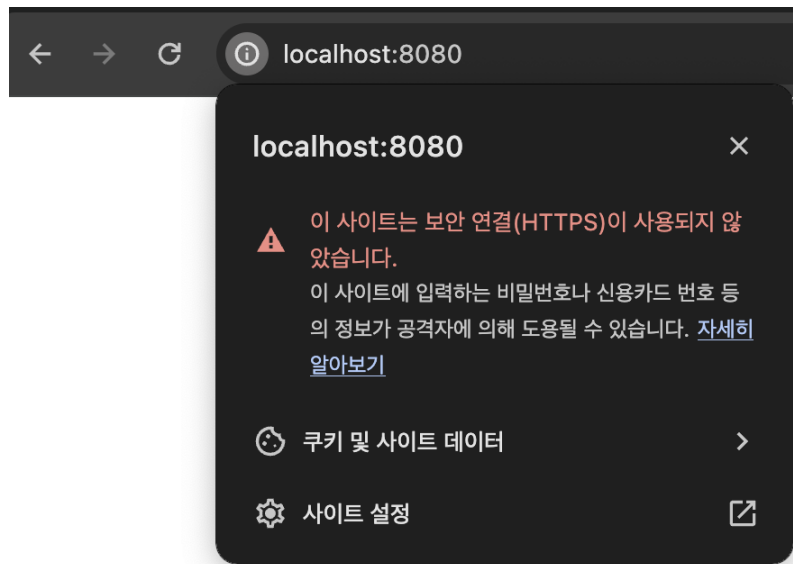 localhost:8080
localhost:8080
이 사이트는 보안 연결(HTTPS)이 사용되지 않
았습니다.
이 사이트에 입력하는 비밀번호나 신용카드 번호 등
의 정보가 공격자에 의해 도용될 수 있습니다. 자세히
알아보기
쿠키 및 사이트 데이터
사이트 설정